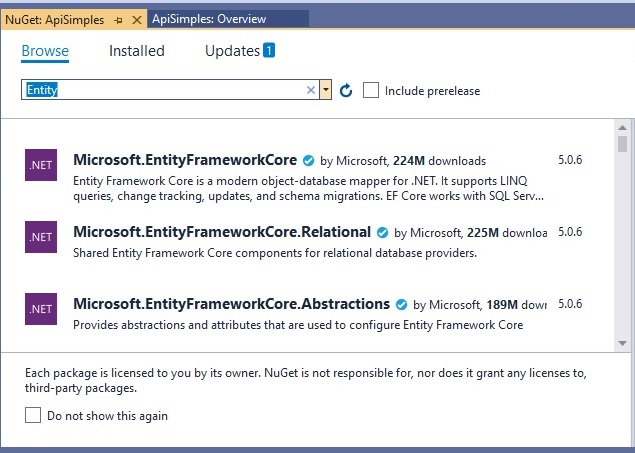 NuGet: ApiSimples ApiSimples: Overview
Browse Installed Updates 1
Entity Include prerelease
.NET Microsoft.EntityFrameworkCore by Microsoft, 224M downloads 5.0.6
Entity Framework Core is a modern object-database mapper for .NET. It supports LINQ
queries, change tracking, updates, and schema migrations. EF Core works with SQL Serv...
.NET Microsoft.EntityFrameworkCore.Relational by Microsoft, 225M downloa 5.0.6
Shared Entity Framework Core components for relational database providers.
.NET Microsoft.EntityFrameworkCore.Abstractions by Microsoft, 189M down 5.0.6
Provides abstractions and attributes that are used to configure Entity Framework Core
Each package is licensed to you by its owner. NuGet is not responsible for, nor does it grant any licenses to,
third-party packages.
Do not show this again